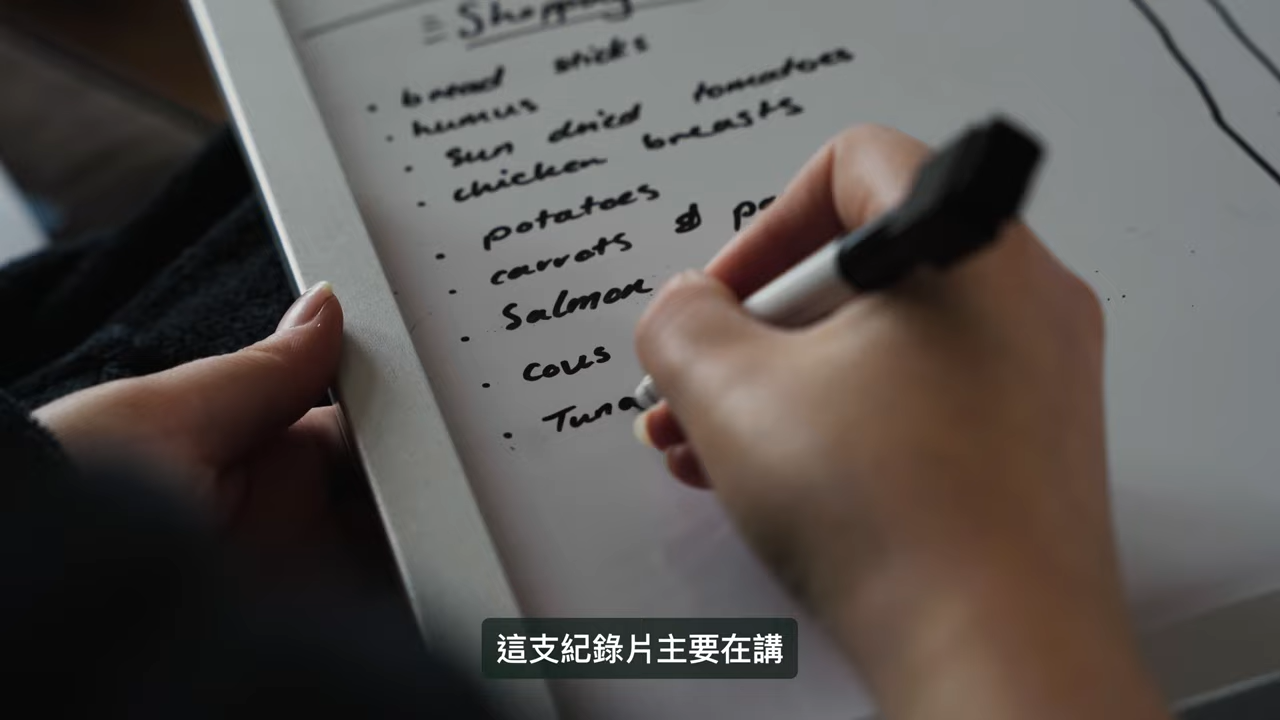 = Shopping
• bread sticks
• humus
• sun dried tomatoes
• chicken breasts
• potatoes
• carrots &
• Salmon
• cous
• Tuna
這支紀錄片主要在講